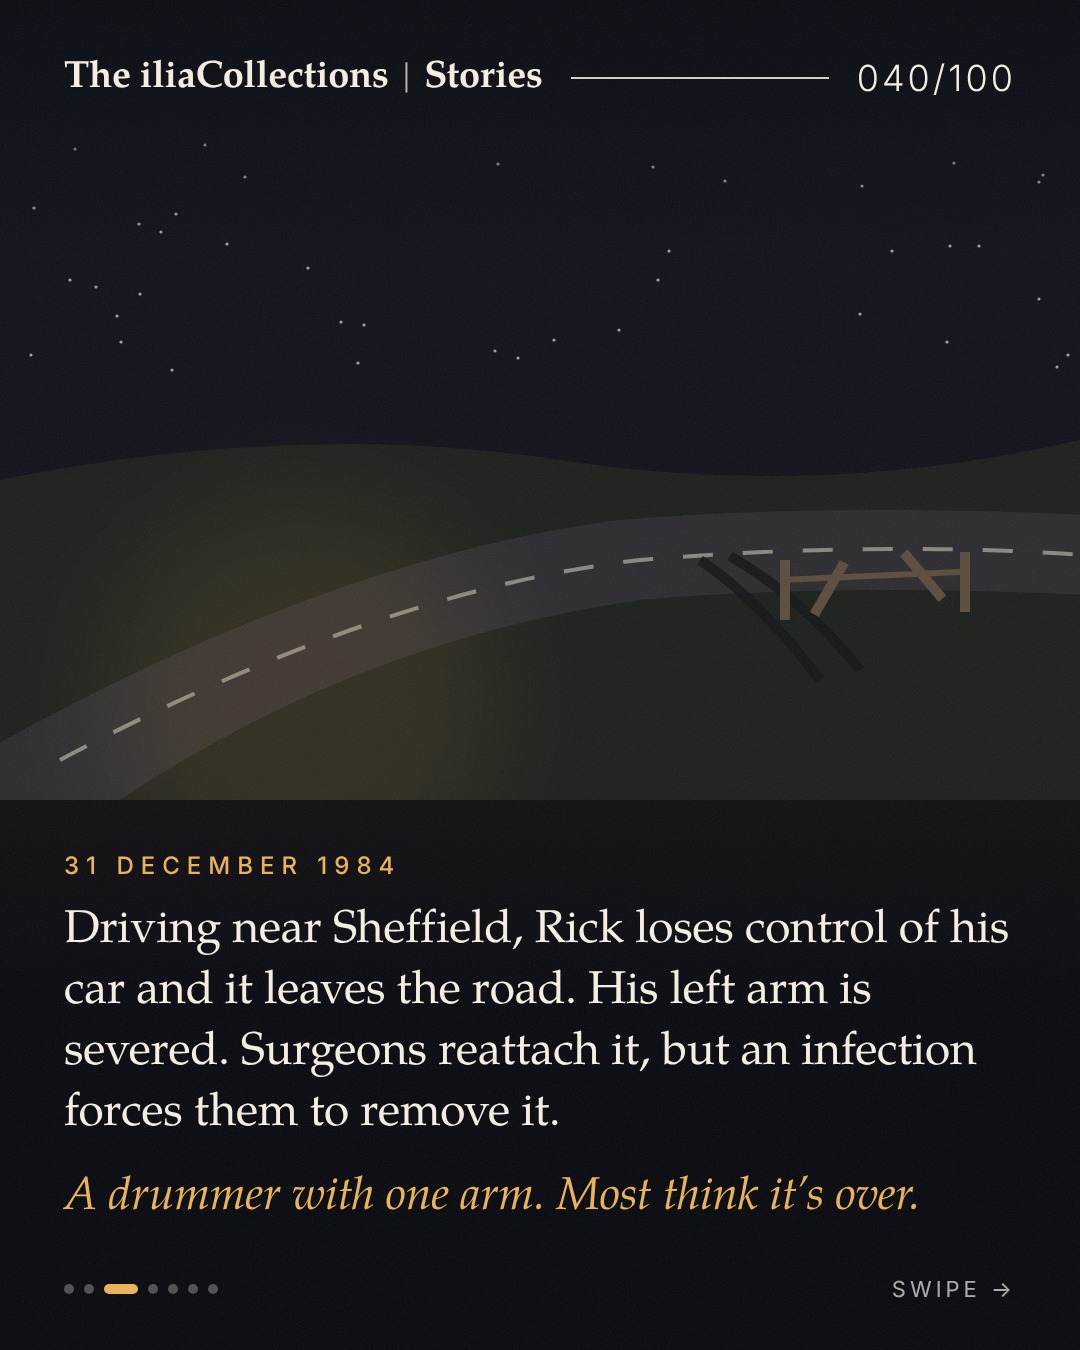 The iliaCollections | Stories 040/100
31 DECEMBER 1984
Driving near Sheffield, Rick loses control of his
car and it leaves the road. His left arm is
severed. Surgeons reattach it, but an infection
forces them to remove it.
A drummer with one arm. Most think it’s over.
SWIPE →